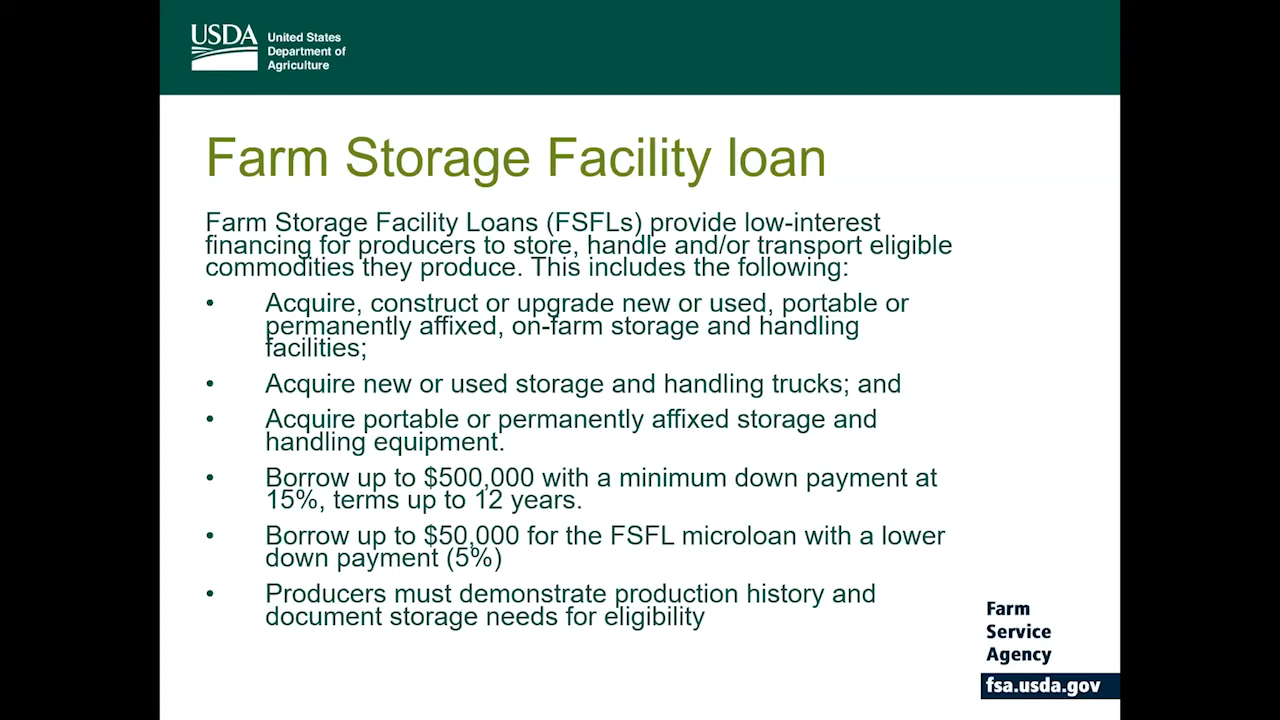 USDA
United States
Department of
Agriculture
Farm Storage Facility loan
Farm Storage Facility Loans (FSFLs) provide low-interest
financing for producers to store, handle and/or transport eligible
commodities they produce. This includes the following:
• Acquire, construct or upgrade new or used, portable or
permanently affixed, on-farm storage and handling
facilities;
• Acquire new or used storage and handling trucks; and
• Acquire portable or permanently affixed storage and
handling equipment.
• Borrow up to $500,000 with a minimum down payment at
15%, terms up to 12 years.
• Borrow up to $50,000 for the FSFL microloan with a lower
down payment (5%)
• Producers must demonstrate production history and
document storage needs for eligibility
Farm
Service
Agency
fsa.usda.gov